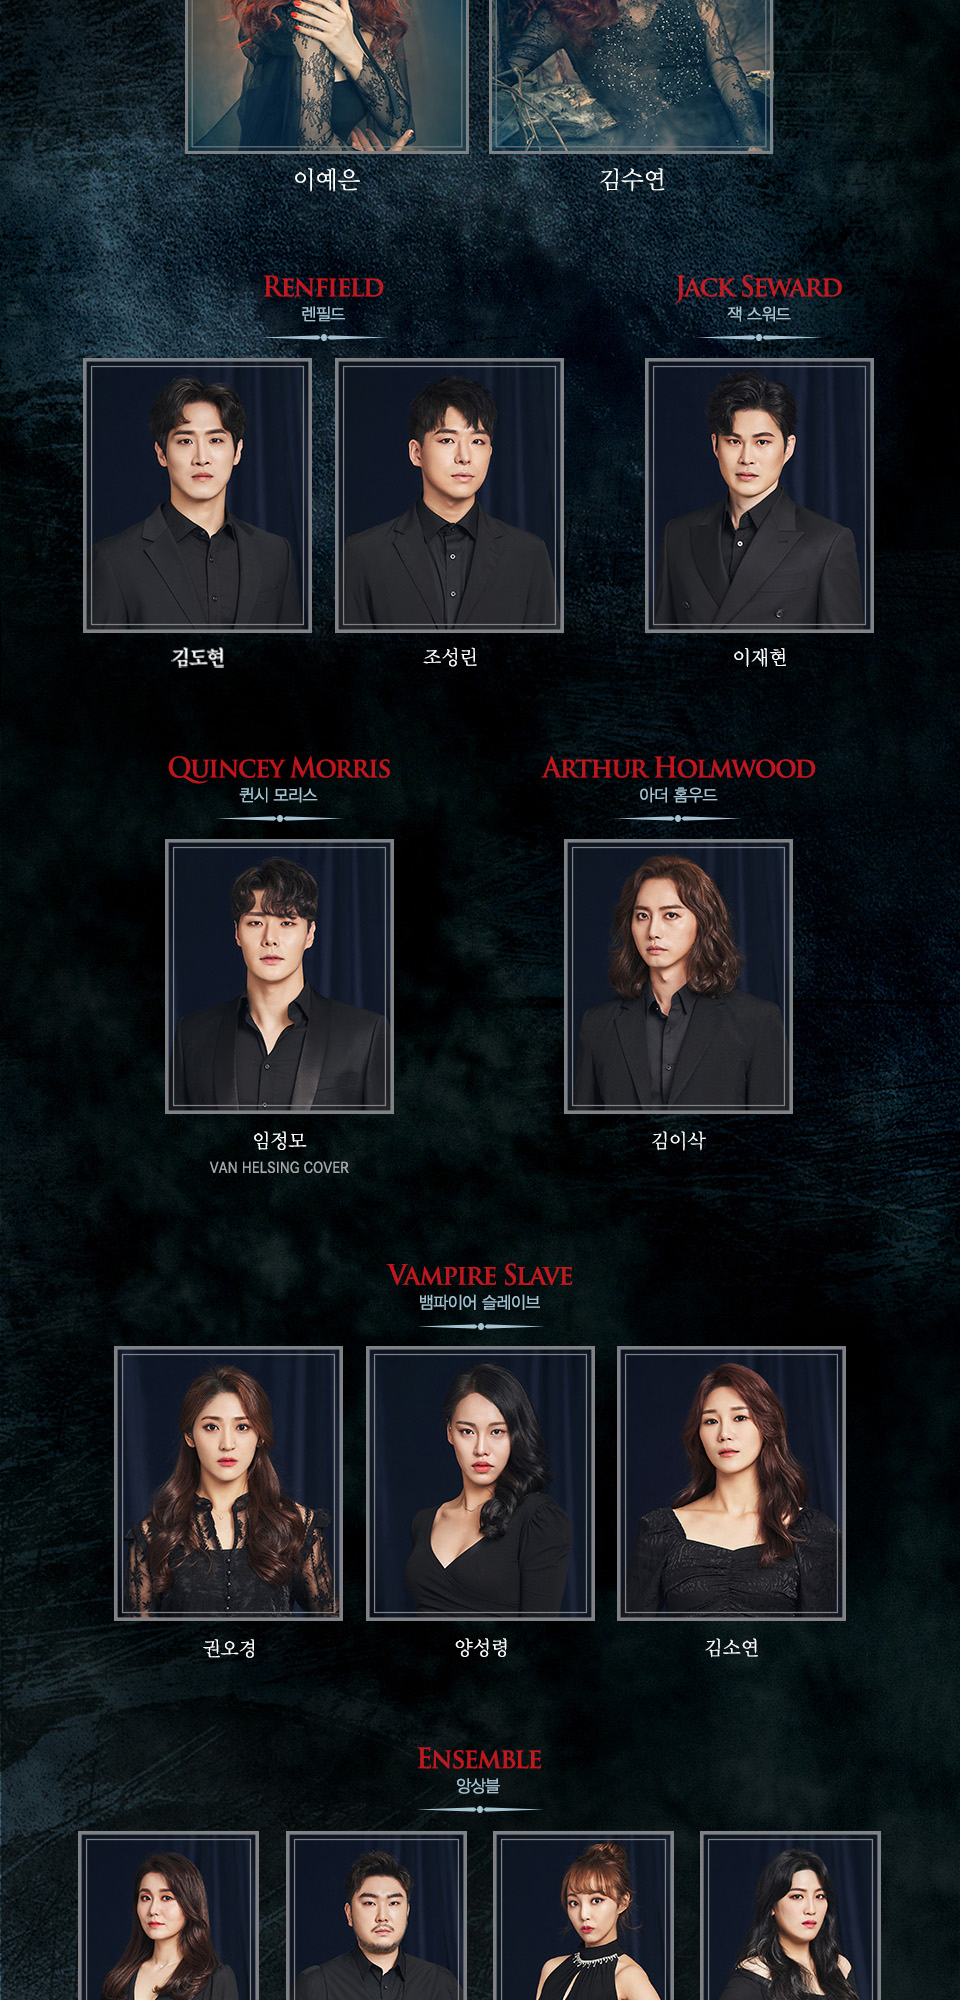 이예은
김수연
RENFIELD
렌필드
JACK SEWARD
잭 스워드
김도현
조성린
이재현
QUINCEY MORRIS
퀸시 모리스
ARTHUR HOLMWOOD
아더 홈우드
임정모
VAN HELSING COVER
김이삭
VAMPIRE SLAVE
뱀파이어 슬레이브
권오경
양성령
김소연
ENSEMBLE
앙상블